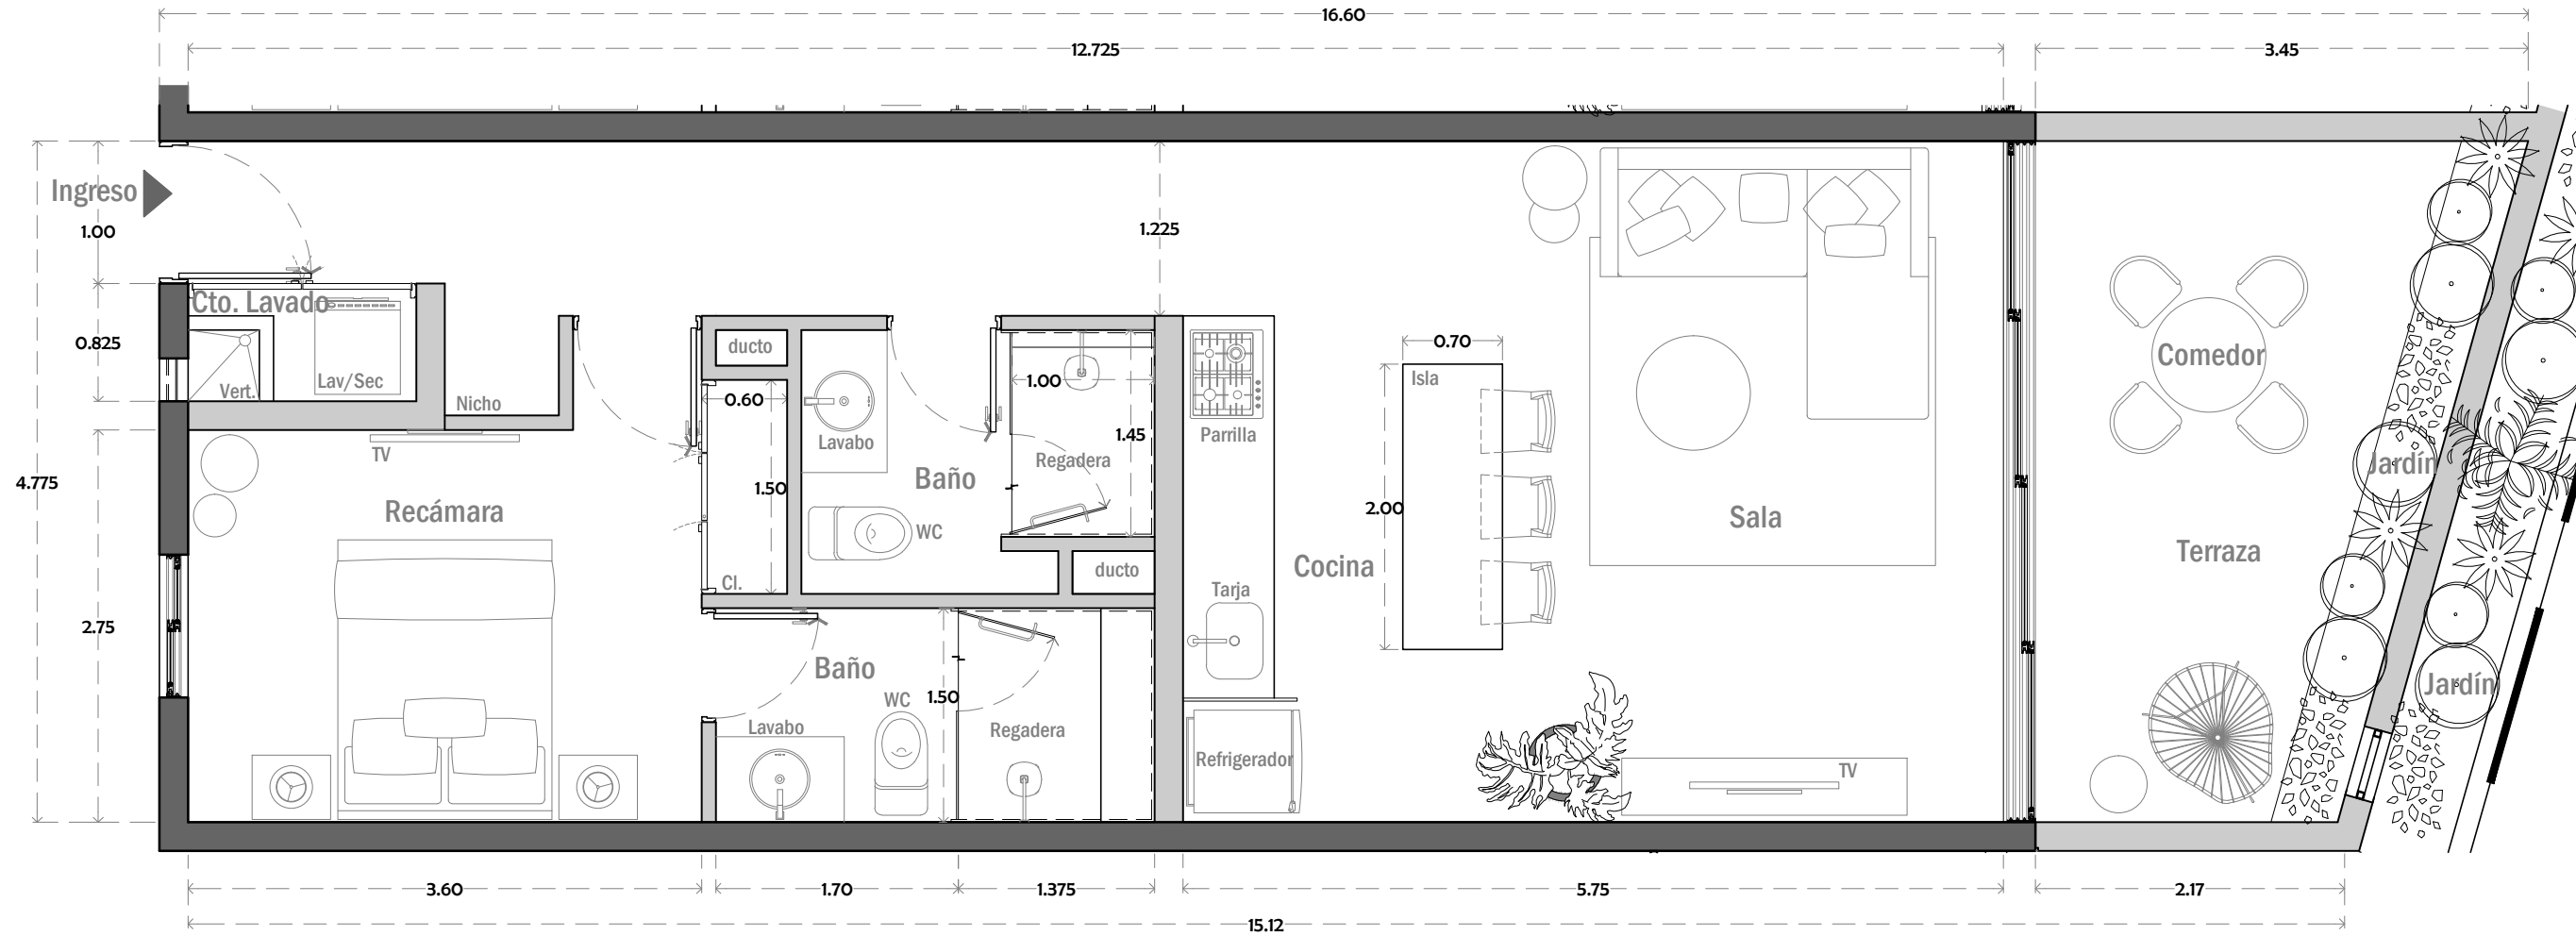 16.60
12.725
3.45
Ingreso
1.00
1.225
Cto. Lavado
0.825
ducto
0.70
Comedor
Lav/Sec
Vert.
Nicho
Isla
1.00
0.60
Lavabo
1.45
Parrilla
TV
Regadera
Jardín
4.775
Baño
1.50
Recámara
2.00
Sala
WC
Terraza
ducto
Cocina
Cl.
Tarja
2.75
Baño
WC
1.50
Jardín
Lavabo
Regadera
Refrigerador
TV
3.60
1.70
1.375
5.75
2.17
15.12